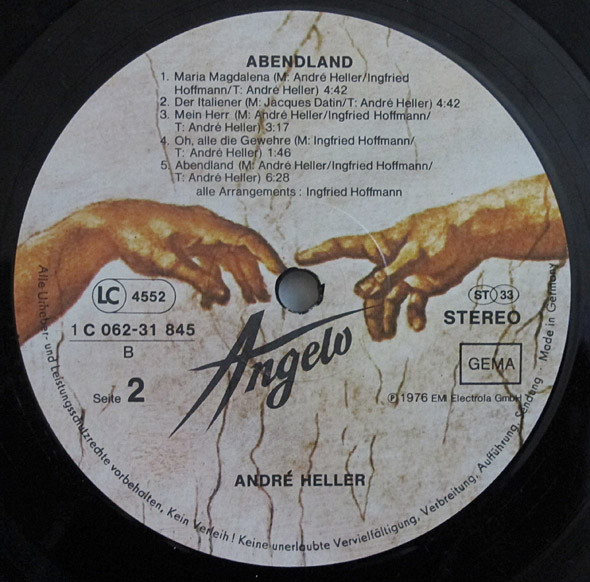 ABENDLAND
1. Maria Magdalena (M: André Heller/Ingfried
Hoffmann/T: André Heller) 4:42
2. Der Italiener (M: Jacques Datin/T: André Heller) 4:42
3. Mein Herr (M: André Heller/Ingfried Hoffmann/
T: André Heller) 3:17
4. Oh, alle die Gewehre (M: Ingfried Hoffmann/
T: André Heller) 1:46
5. Abendland (M: André Heller/Ingfried Hoffmann/
T: André Heller) 6:28
alle Arrangements: Ingfried Hoffmann
LC 4552
1 C 062-31 845
B
Seite 2
Angelo
ST 33
STEREO
GEMA
Ⓟ 1976 EMI Electrola GmbH
ANDRÉ HELLER
Alle Urheber- und Leistungsschutzrechte vorbehalten. Kein Verleih! Keine unerlaubte Vervielfältigung, Verbreitung, Aufführung, Sendung. Made in Germany